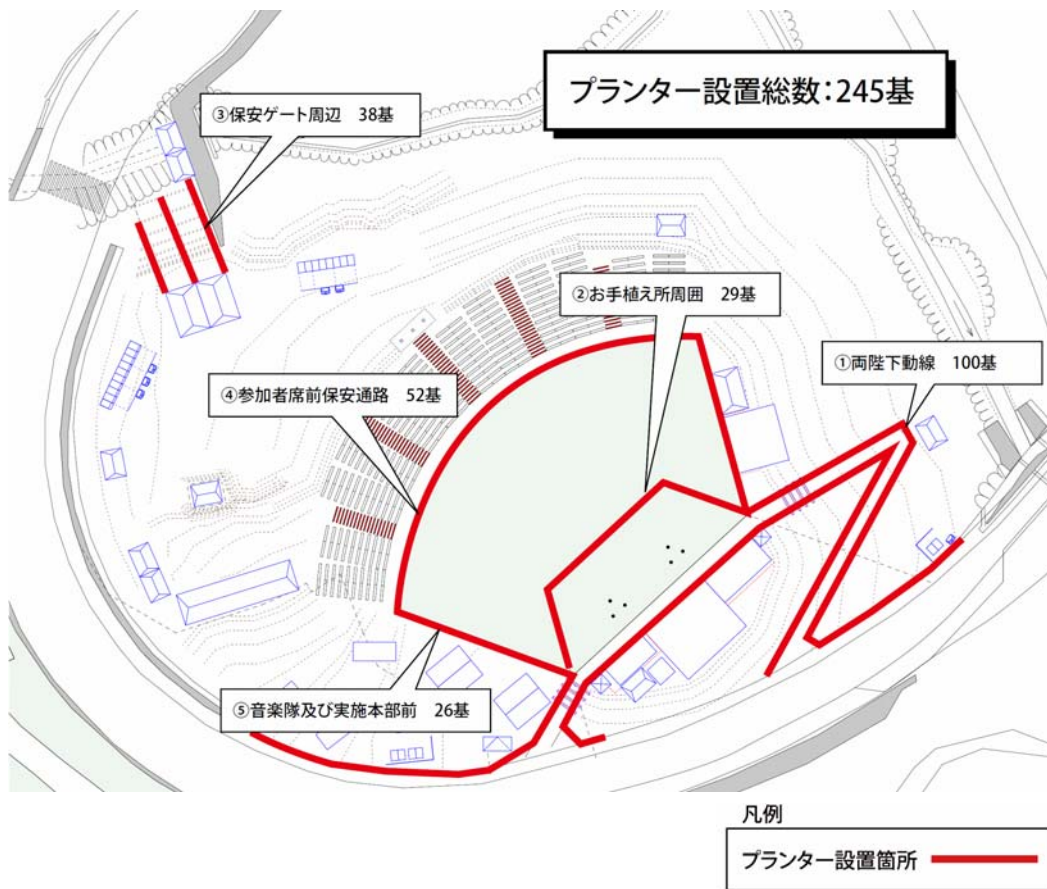 プランター設置総数：245基
③保安ゲート周辺　38基
②お手植え所周囲　29基
①両陛下動線　100基
④参加者席前保安通路　52基
⑤音楽隊及び実施本部前　26基
凡例
プランター設置箇所